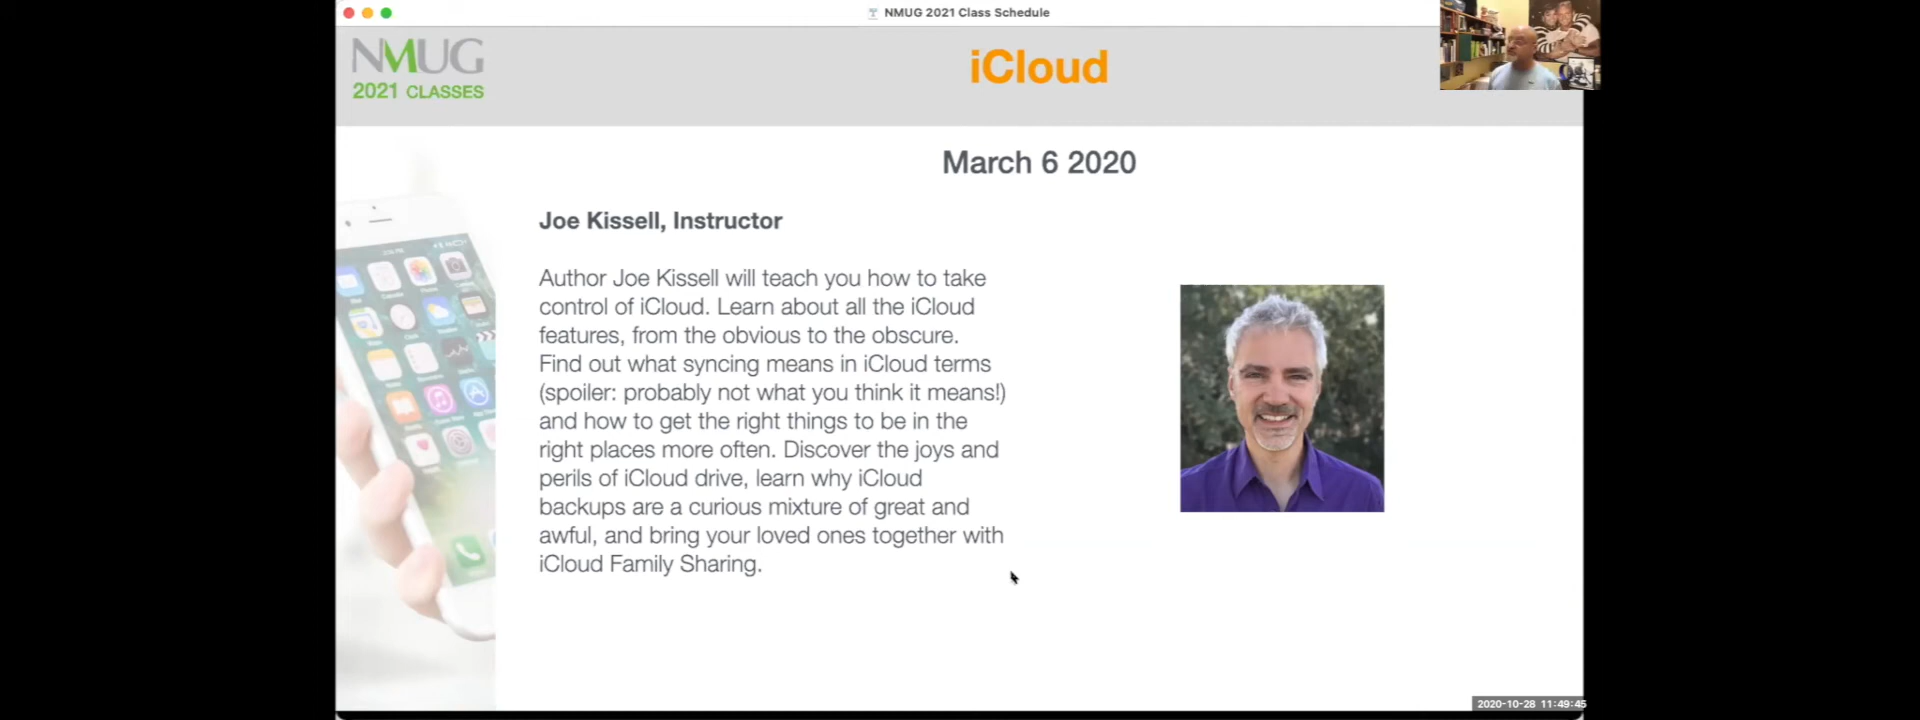 NMUG 2021 Class Schedule
NMUG
2021 CLASSES
iCloud
March 6 2020
Joe Kissell, Instructor
Author Joe Kissell will teach you how to take
control of iCloud. Learn about all the iCloud
features, from the obvious to the obscure.
Find out what syncing means in iCloud terms
(spoiler: probably not what you think it means!)
and how to get the right things to be in the
right places more often. Discover the joys and
perils of iCloud drive, learn why iCloud
backups are a curious mixture of great and
awful, and bring your loved ones together with
iCloud Family Sharing.
2020-10-28 11:49:45